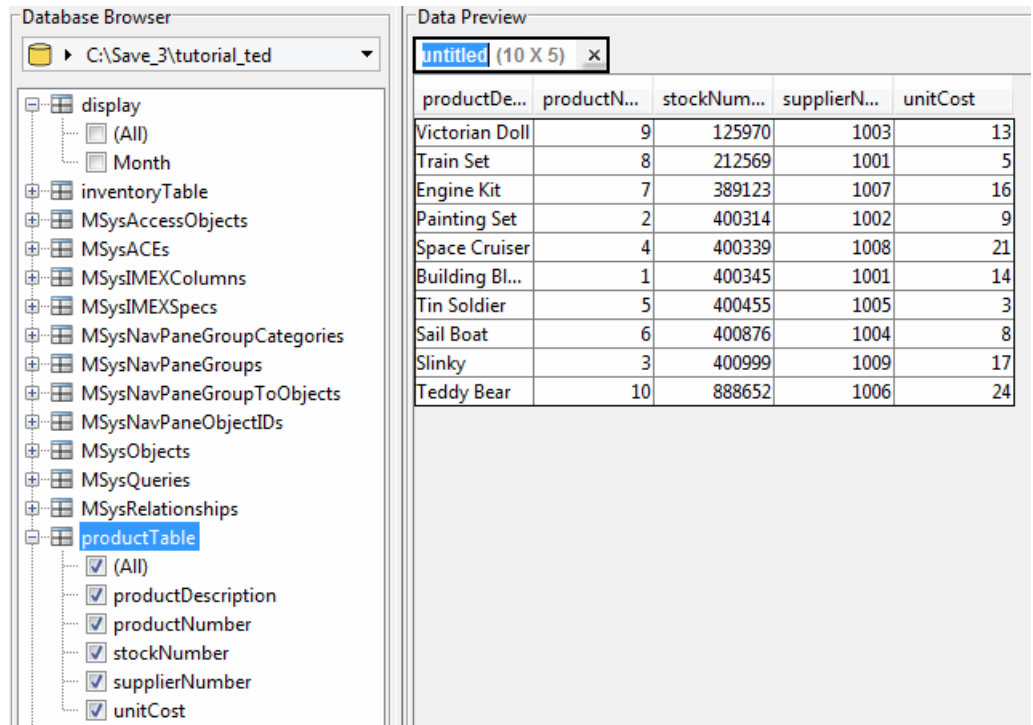 Database Browser
C:\Save_3\tutorial_ted
display
(All)
Month
inventoryTable
MSysAccessObjects
MSysACEs
MSysIMEXColumns
MSysIMEXSpecs
MSysNavPaneGroupCategories
MSysNavPaneGroups
MSysNavPaneGroupToObjects
MSysNavPaneObjectIDs
MSysObjects
MSysQueries
MSysRelationships
productTable
(All)
productDescription
productNumber
stockNumber
supplierNumber
unitCost
Data Preview
untitled (10 X 5) ×
productDe... productN... stockNum... supplierN... unitCost
Victorian Doll 9 125970 1003 13
Train Set 8 212569 1001 5
Engine Kit 7 389123 1007 16
Painting Set 2 400314 1002 9
Space Cruiser 4 400339 1008 21
Building Bl... 1 400345 1001 14
Tin Soldier 5 400455 1005 3
Sail Boat 6 400876 1004 8
Slinky 3 400999 1009 17
Teddy Bear 10 888652 1006 24